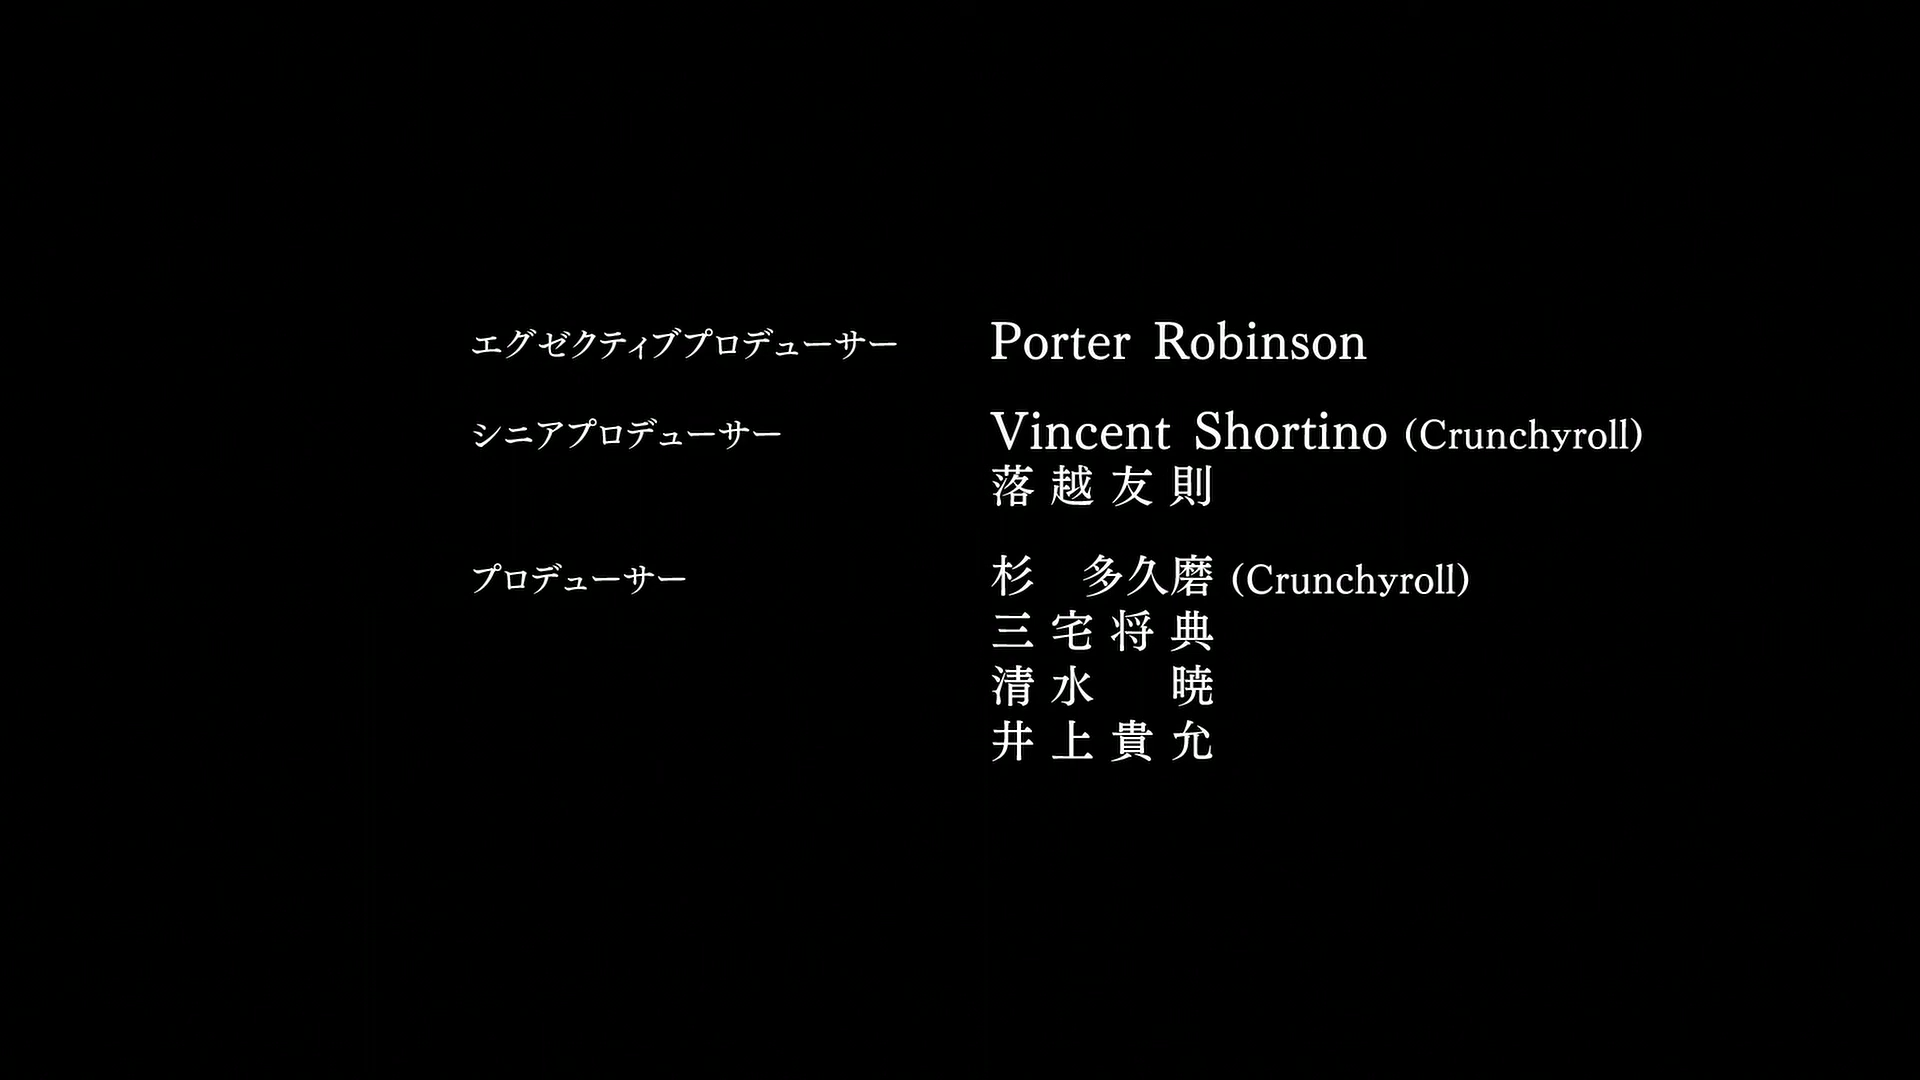 エグゼクティブプロデューサー Porter Robinson
シニアプロデューサー Vincent Shortino (Crunchyroll)
落越友則
プロデューサー 杉 多久磨 (Crunchyroll)
三宅将典
清水 暁
井上貴允